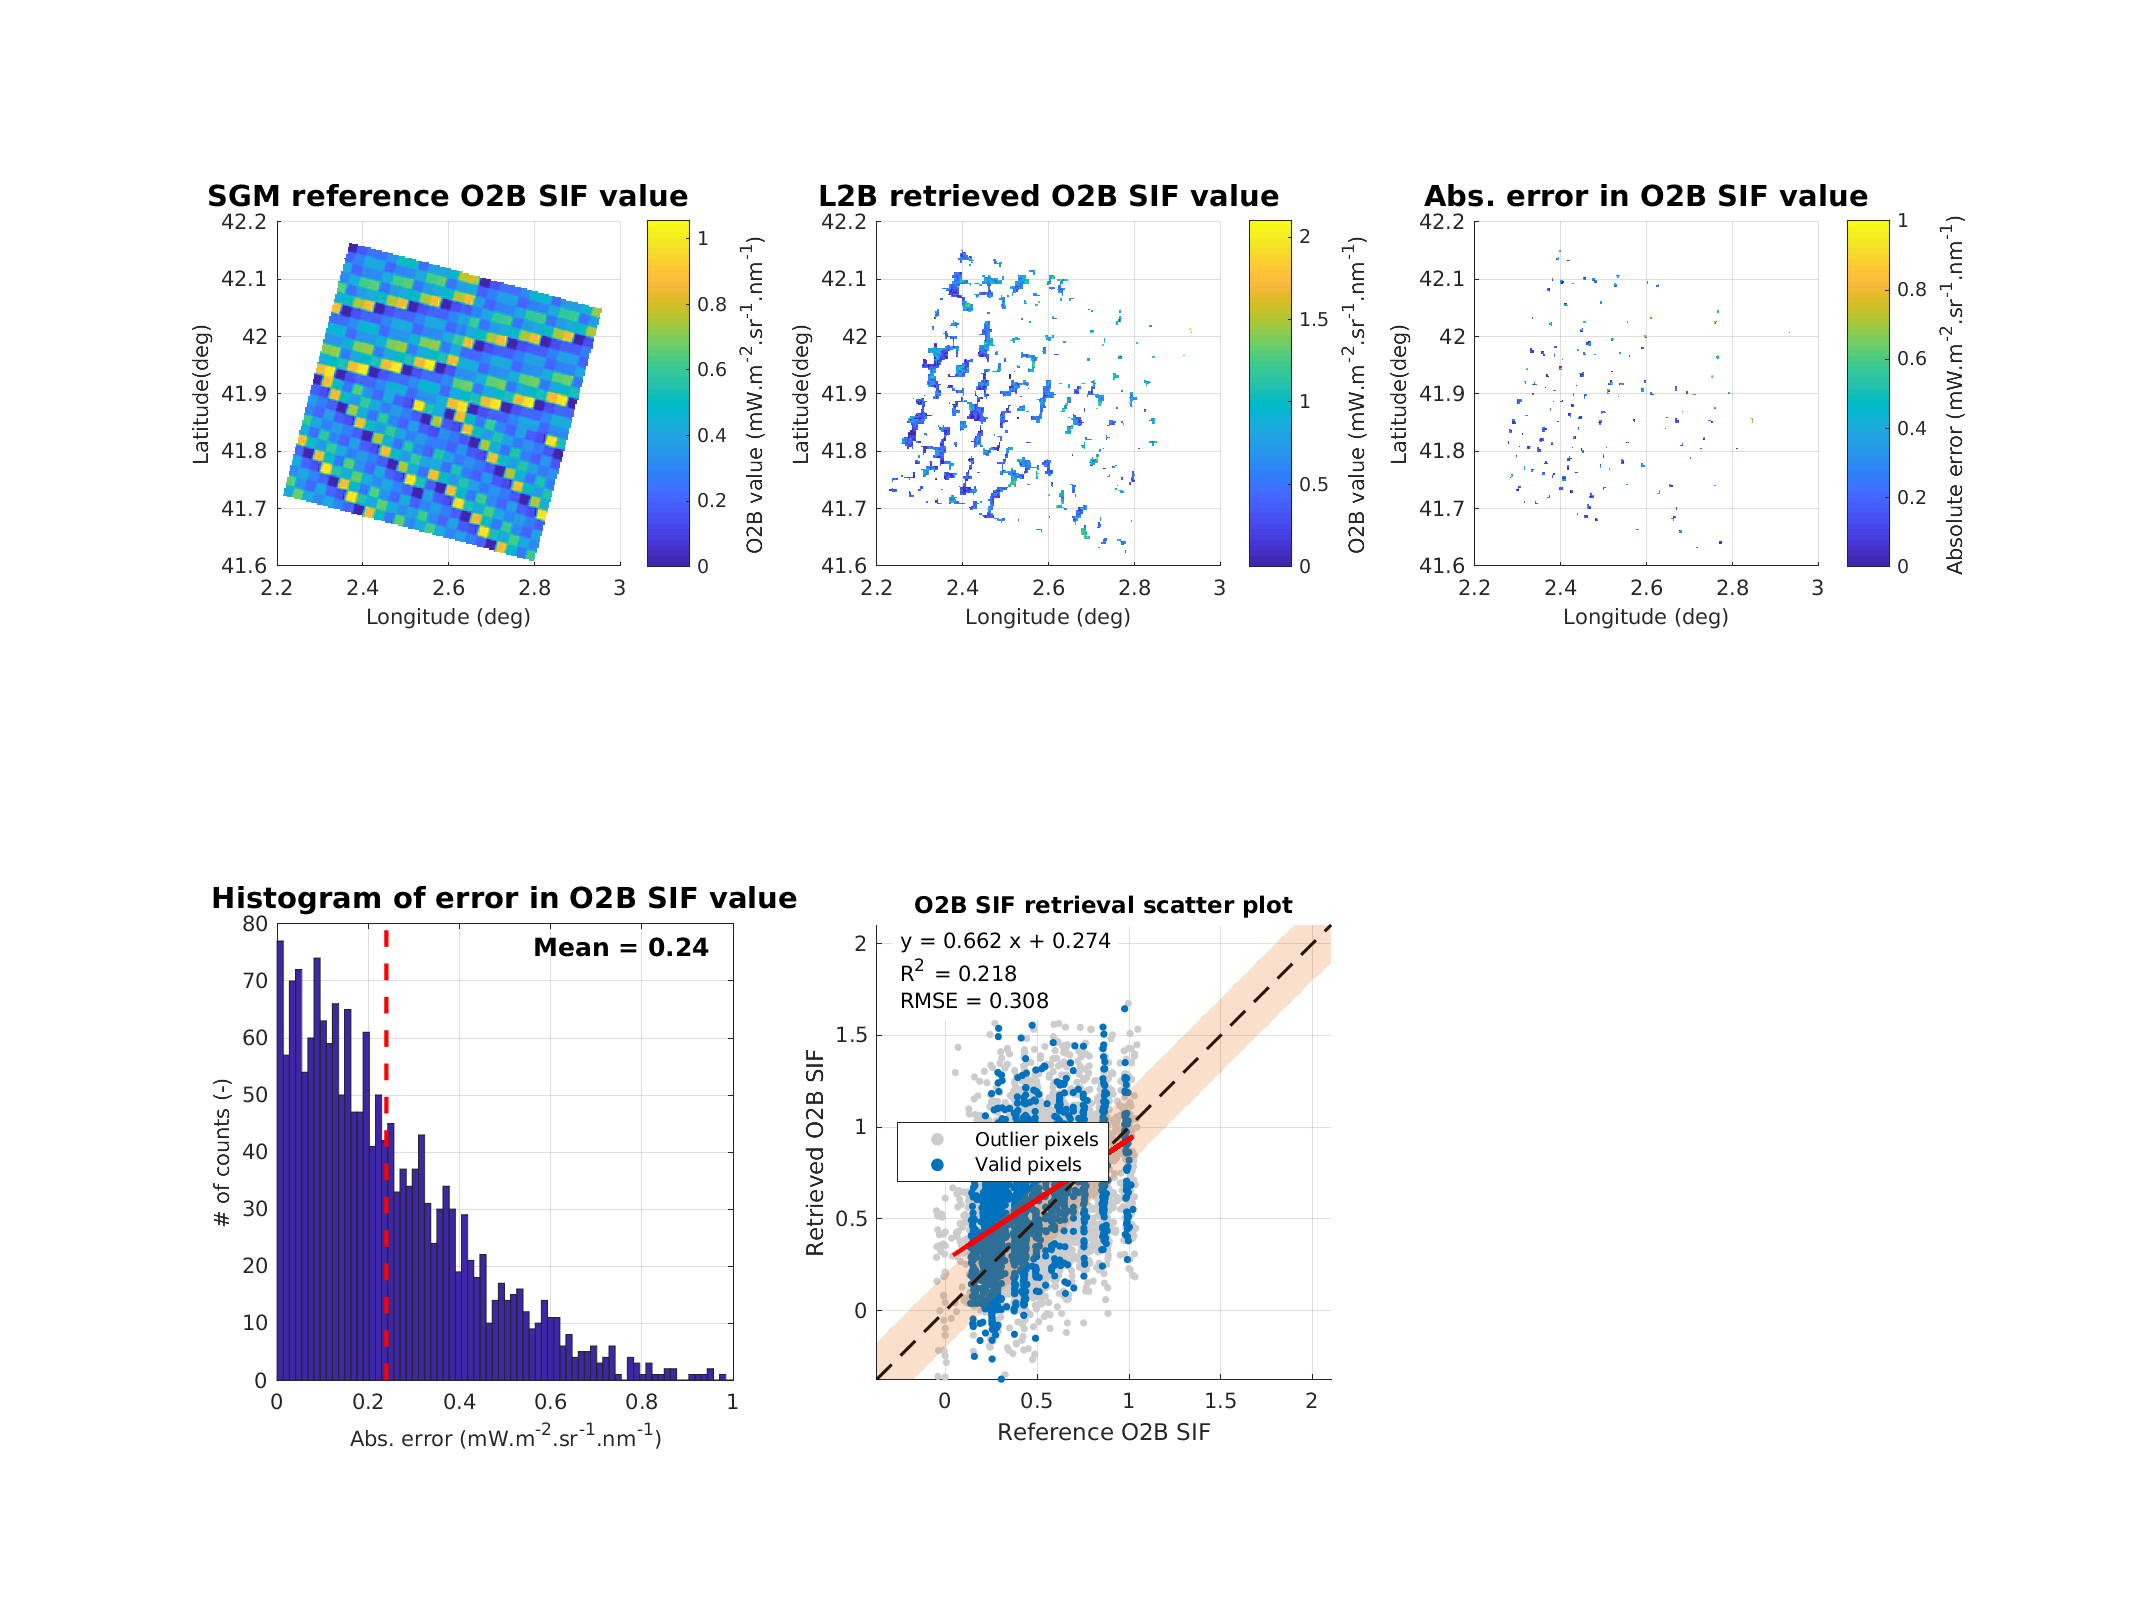 SGM reference O2B SIF value
42.2
42.1
42
41.9
41.8
41.7
41.6
2.2 2.4 2.6 2.8 3
Latitude(deg)
Longitude (deg)
1
0.8
0.6
0.4
0.2
0
O2B value (mW.m-2.sr-1.nm-1)
L2B retrieved O2B SIF value
42.2
42.1
42
41.9
41.8
41.7
41.6
2.2 2.4 2.6 2.8 3
Latitude(deg)
Longitude (deg)
2
1.5
1
0.5
0
O2B value (mW.m-2.sr-1.nm-1)
Abs. error in O2B SIF value
42.2
42.1
42
41.9
41.8
41.7
41.6
2.2 2.4 2.6 2.8 3
Latitude(deg)
Longitude (deg)
1
0.8
0.6
0.4
0.2
0
Absolute error (mW.m-2.sr-1.nm-1)
Histogram of error in O2B SIF value
Mean = 0.24
80
70
60
50
40
30
20
10
0
0 0.2 0.4 0.6 0.8 1
# of counts (-)
Abs. error (mW.m-2.sr-1.nm-1)
O2B SIF retrieval scatter plot
y = 0.662 x + 0.274
R2 = 0.218
RMSE = 0.308
Outlier pixels
Valid pixels
2
1.5
1
0.5
0
0 0.5 1 1.5 2
Retrieved O2B SIF
Reference O2B SIF